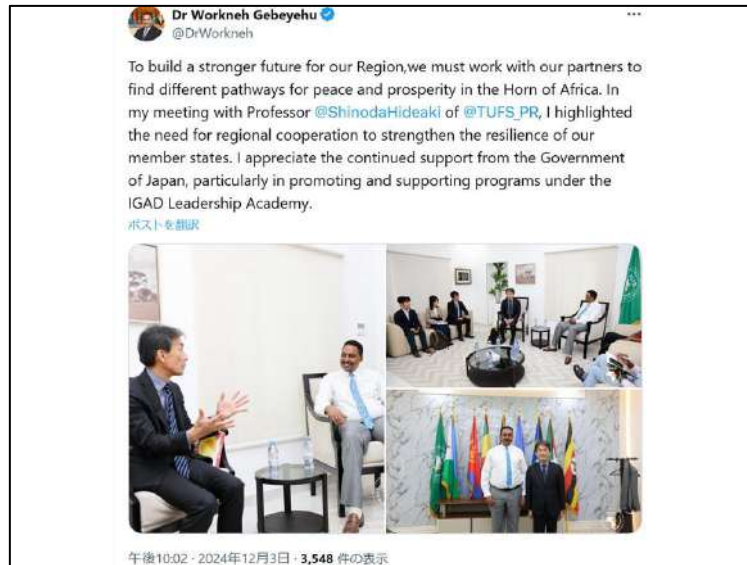 Dr Workneh Gebeyehu
@DrWorkneh
To build a stronger future for our Region,we must work with our partners to
find different pathways for peace and prosperity in the Horn of Africa. In
my meeting with Professor @ShinodaHideaki of @TUFS_PR, I highlighted
the need for regional cooperation to strengthen the resilience of our
member states. I appreciate the continued support from the Government
of Japan, particularly in promoting and supporting programs under the
IGAD Leadership Academy.
ポストを翻訳
午後10:02 · 2024年12月3日 · 3,548 件の表示